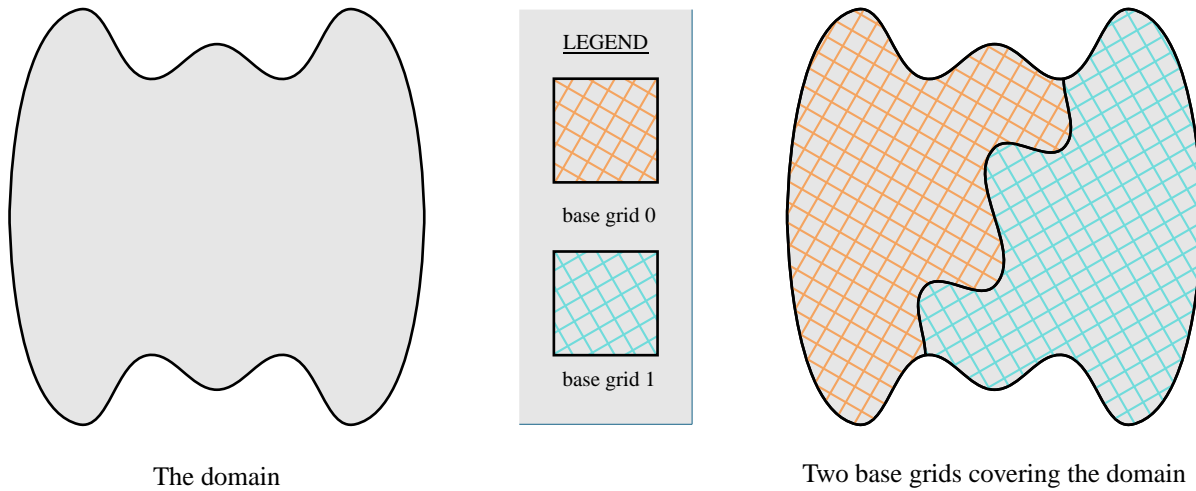 LEGEND
base grid 0
base grid 1
The domain
Two base grids covering the domain